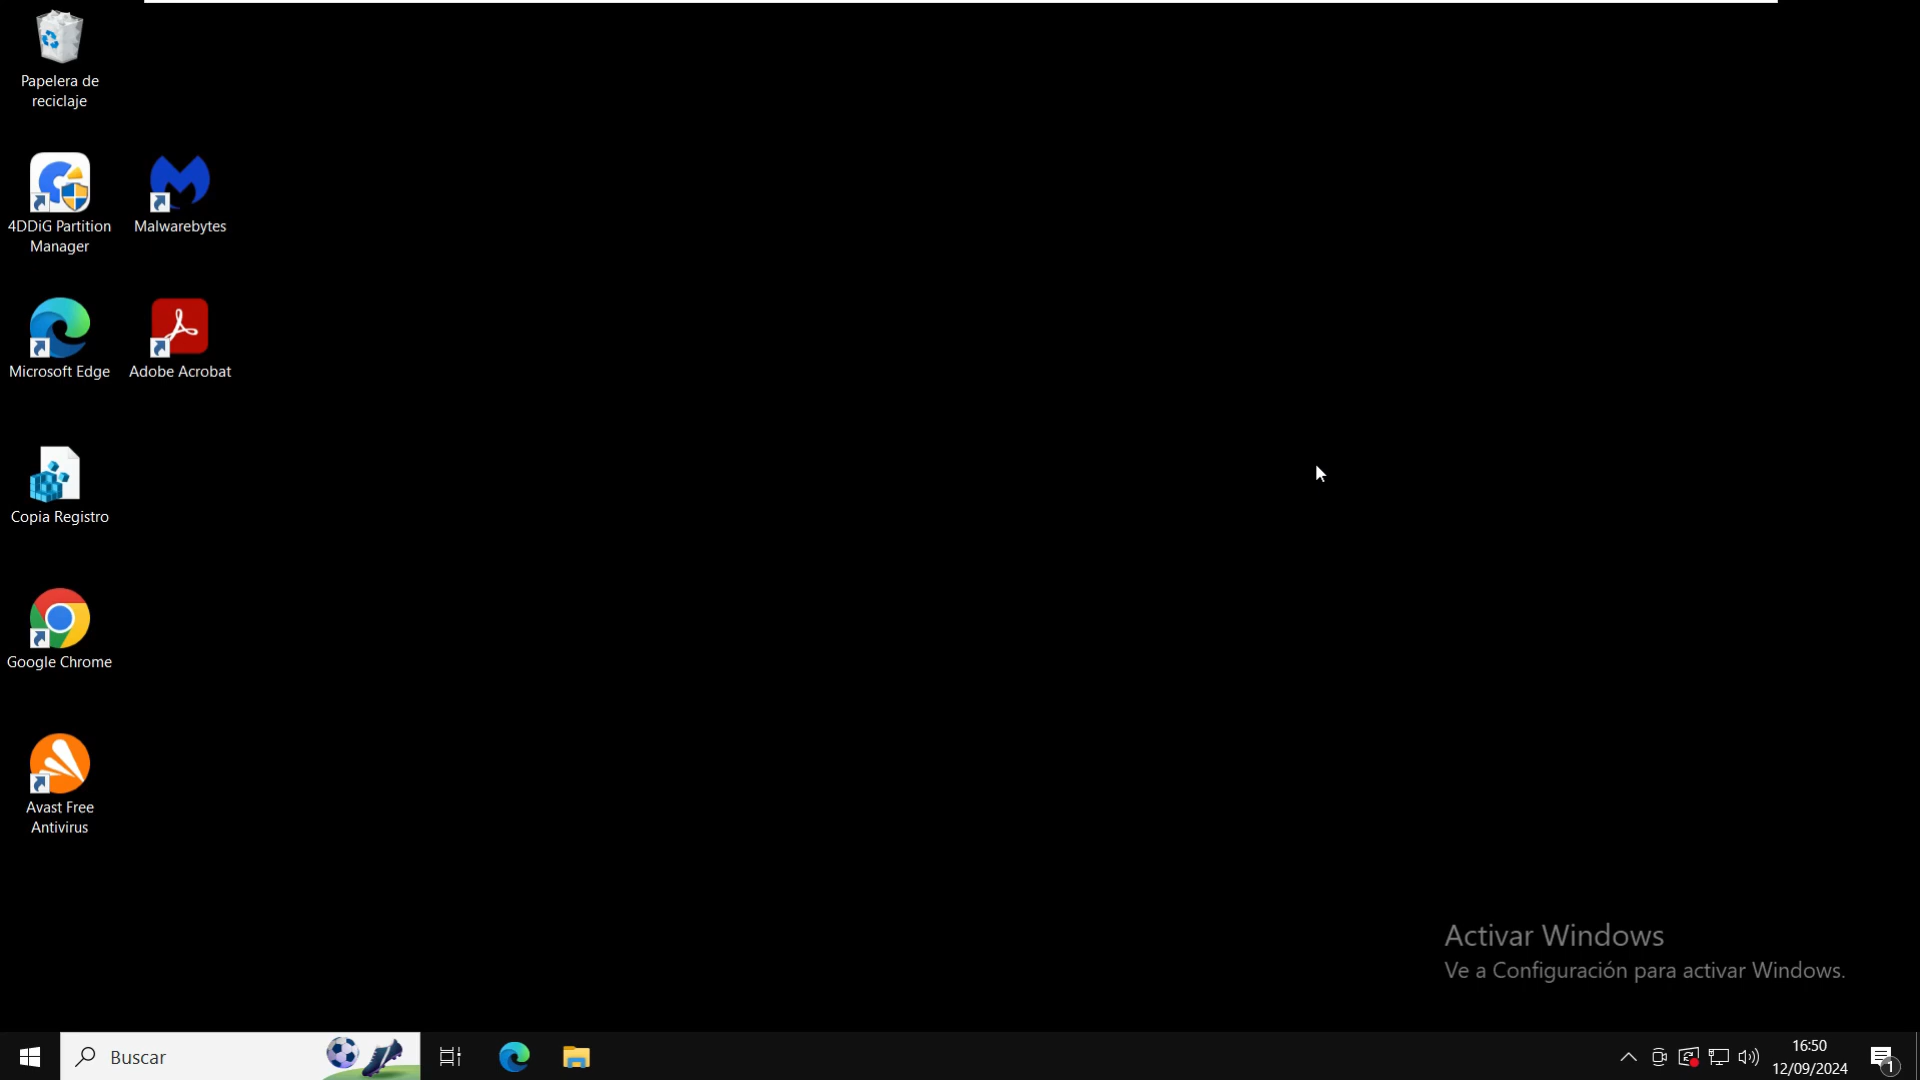 Papelera de
reciclaje
4DDiG Partition
Manager
Malwarebytes
Microsoft Edge
Adobe Acrobat
Copia Registro
Google Chrome
Avast Free
Antivirus
Activar Windows
Ve a Configuración para activar Windows.
Buscar
16:50
12/09/2024
1